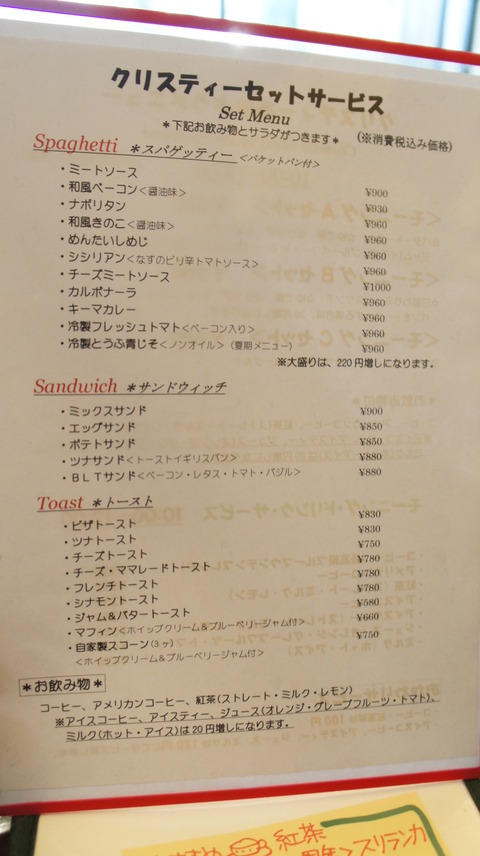 クリスティーセットサービス
Set Menu
＊下記お飲み物とサラダがつきます＊ (※消費税込み価格)
Spaghetti ＊スパゲッティー＜バケットパン付＞
・ミートソース ¥900
・和風ベーコン＜醤油味＞ ¥930
・ナポリタン ¥960
・和風きのこ＜醤油味＞ ¥960
・めんたいしめじ ¥960
・シシリアン＜なすのピリ辛トマトソース＞ ¥960
・チーズミートソース ¥1000
・カルボナーラ ¥960
・キーマカレー ¥960
・冷製フレッシュトマト＜ベーコン入り＞ ¥960
・冷製とうふ青じそ＜ノンオイル＞（夏期メニュー） ¥960
※大盛りは、220円増しになります。
Sandwich ＊サンドウィッチ
・ミックスサンド ¥900
・エッグサンド ¥850
・ポテトサンド ¥850
・ツナサンド＜トーストイギリスパン＞ ¥880
・ＢＬＴサンド＜ベーコン・レタス・トマト・バジル＞ ¥880
Toast ＊トースト
・ピザトースト ¥830
・ツナトースト ¥830
・チーズトースト ¥750
・チーズ・ママレードトースト ¥780
・フレンチトースト ¥780
・シナモントースト ¥780
・ジャム＆バタートースト ¥580
・マフィン＜ホイップクリーム＆ブルーベリージャム付＞ ¥660
・自家製スコーン(３ヶ) ¥750
＜ホイップクリーム＆ブルーベリージャム付＞
＊お飲み物＊
コーヒー、アメリカンコーヒー、紅茶(ストレート・ミルク・レモン)
※アイスコーヒー、アイスティー、ジュース(オレンジ・グレープフルーツ・トマト)、
ミルク(ホット・アイス)は20円増しになります。
紅茶
スリランカ